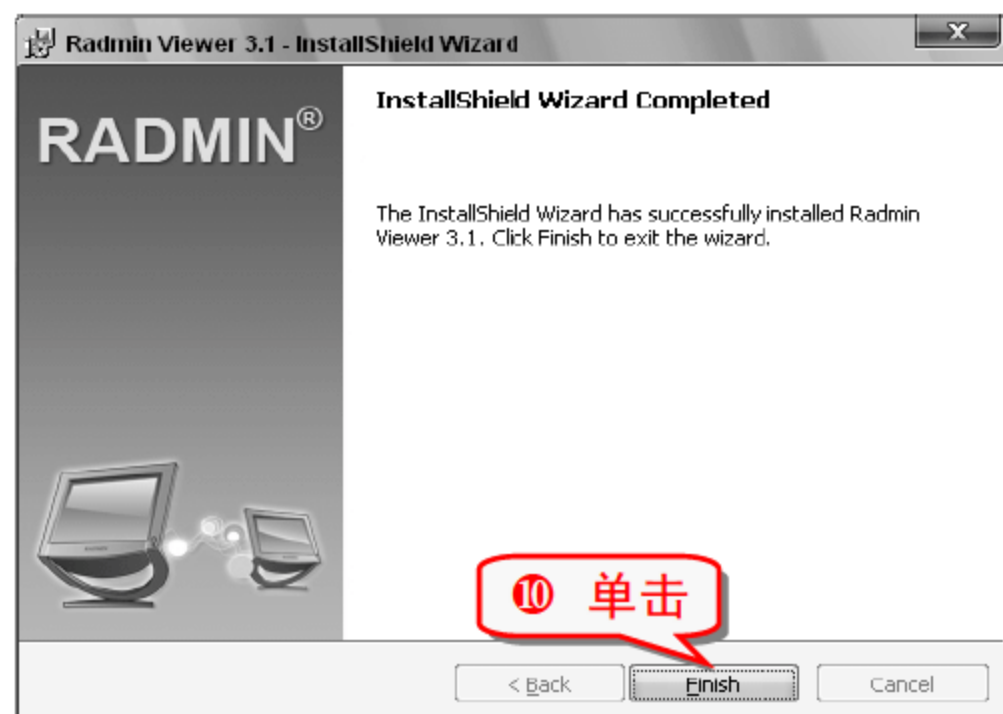 Radmin Viewer 3.1 - InstallShield Wizard
RADMIN®
InstallShield Wizard Completed
The InstallShield Wizard has successfully installed Radmin
Viewer 3.1. Click Finish to exit the wizard.
❿ 单击
< Back Finish Cancel